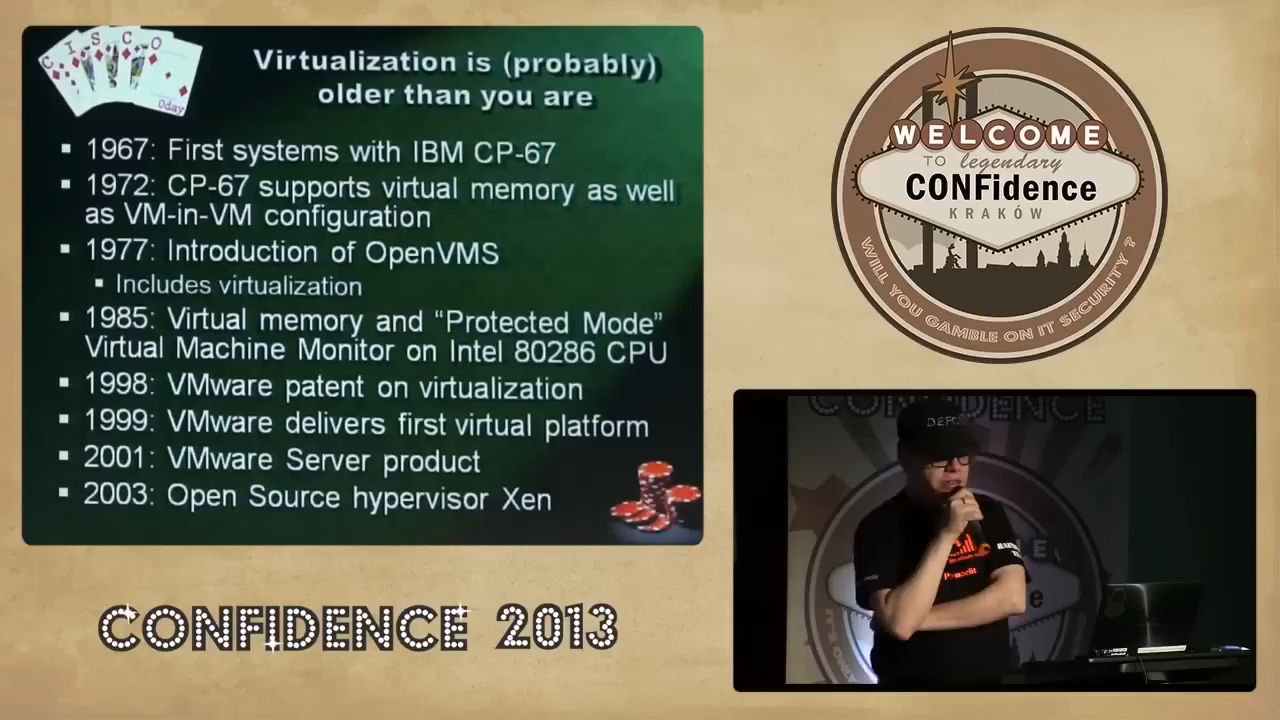 C I S C O
0day
Virtualization is (probably)
older than you are
▪ 1967: First systems with IBM CP-67
▪ 1972: CP-67 supports virtual memory as well
as VM-in-VM configuration
▪ 1977: Introduction of OpenVMS
▪ Includes virtualization
▪ 1985: Virtual memory and “Protected Mode”
Virtual Machine Monitor on Intel 80286 CPU
▪ 1998: VMware patent on virtualization
▪ 1999: VMware delivers first virtual platform
▪ 2001: VMware Server product
▪ 2003: Open Source hypervisor Xen
CONFIDENCE 2013
WELCOME
TO legendary
CONFidence
KRAKÓW
WILL YOU GAMBLE ON IT SECURITY?
CONFIDENCE